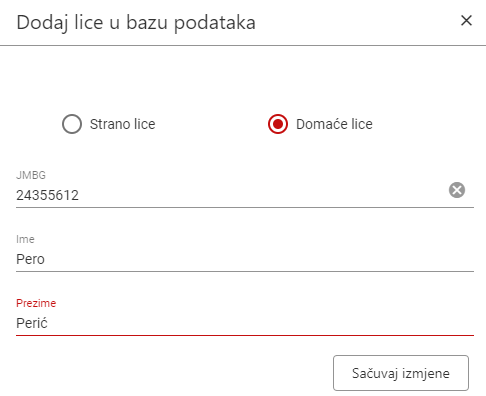 Dodaj lice u bazu podataka
Strano lice
Domaće lice
JMBG
24355612
Ime
Pero
Prezime
Perić
Sačuvaj izmjene